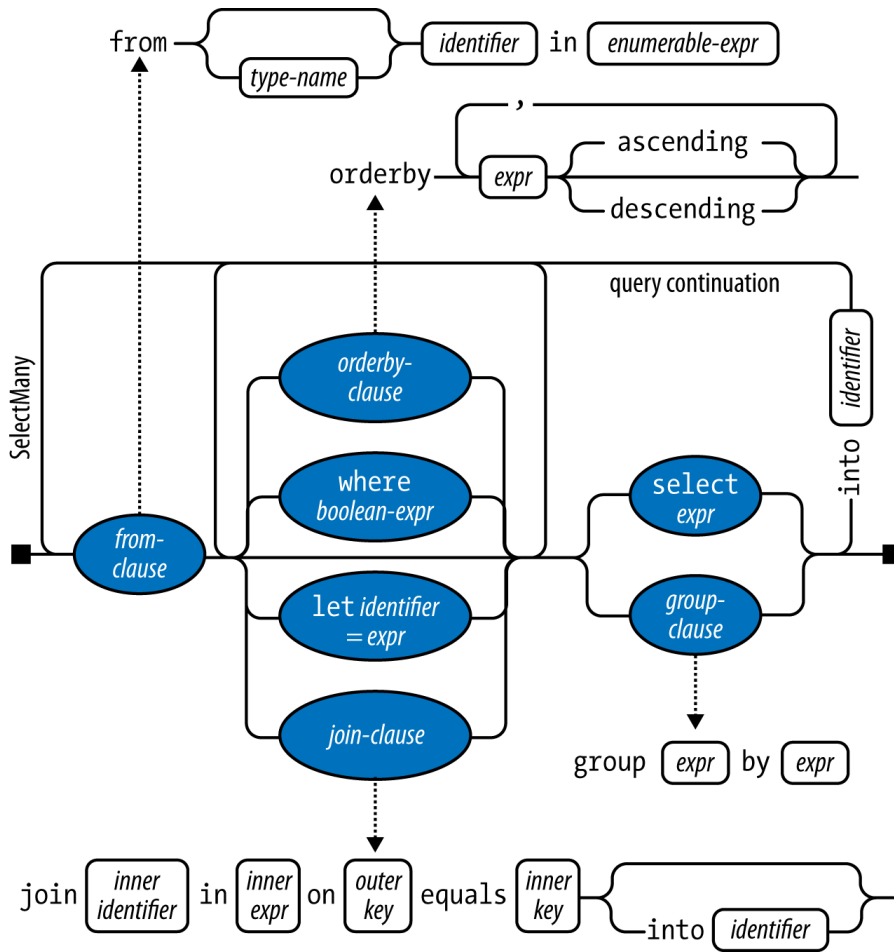 from identifier in enumerable-expr
type-name
,
ascending
orderby expr
descending
query continuation
SelectMany
orderby-
clause
identifier
into
where
boolean-expr
select
expr
from-
clause
let identifier
= expr
group-
clause
join-clause
group expr by expr
join inner
identifier in inner
expr on outer
key equals inner
key
into identifier